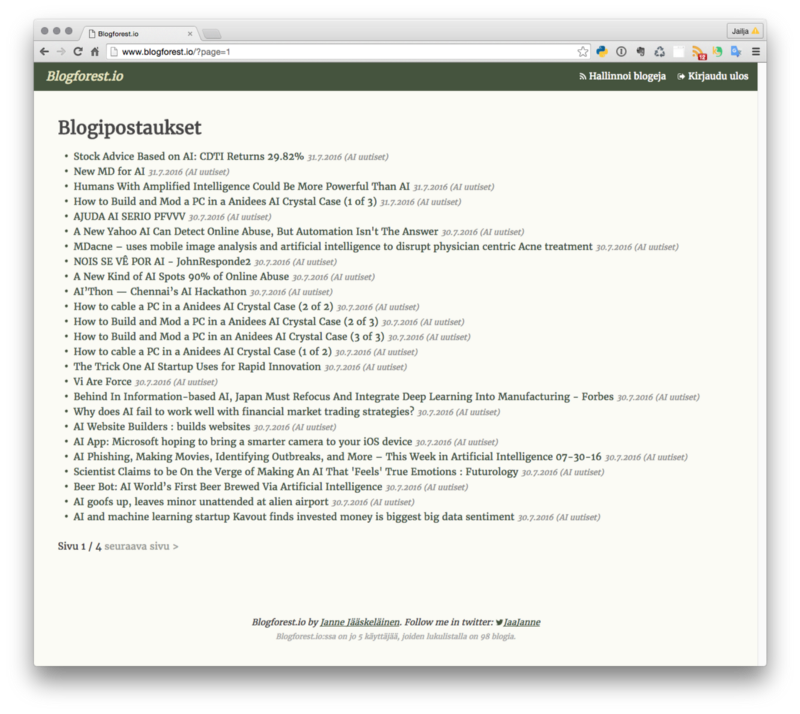 Blogforest.io
Jailja
www.blogforest.io/?page=1
12
Blogforest.io Hallinnoi blogeja Kirjaudu ulos
Blogipostaukset
• Stock Advice Based on AI: CDTI Returns 29.82% 31.7.2016 (AI uutiset)
• New MD for AI 31.7.2016 (AI uutiset)
• Humans With Amplified Intelligence Could Be More Powerful Than AI 31.7.2016 (AI uutiset)
• How to Build and Mod a PC in a Anidees AI Crystal Case (1 of 3) 31.7.2016 (AI uutiset)
• AJUDA AI SERIO PFVVV 30.7.2016 (AI uutiset)
• A New Yahoo AI Can Detect Online Abuse, But Automation Isn't The Answer 30.7.2016 (AI uutiset)
• MDacne – uses mobile image analysis and artificial intelligence to disrupt physician centric Acne treatment 30.7.2016 (AI uutiset)
• NOIS SE VÊ POR AI - JohnResponde2 30.7.2016 (AI uutiset)
• A New Kind of AI Spots 90% of Online Abuse 30.7.2016 (AI uutiset)
• AI'Thon — Chennai's AI Hackathon 30.7.2016 (AI uutiset)
• How to cable a PC in a Anidees AI Crystal Case (2 of 2) 30.7.2016 (AI uutiset)
• How to Build and Mod a PC in a Anidees AI Crystal Case (2 of 3) 30.7.2016 (AI uutiset)
• How to Build and Mod a PC in an Anidees AI Crystal Case (3 of 3) 30.7.2016 (AI uutiset)
• How to cable a PC in a Anidees AI Crystal Case (1 of 2) 30.7.2016 (AI uutiset)
• The Trick One AI Startup Uses for Rapid Innovation 30.7.2016 (AI uutiset)
• Vi Are Force 30.7.2016 (AI uutiset)
• Behind In Information-based AI, Japan Must Refocus And Integrate Deep Learning Into Manufacturing - Forbes 30.7.2016 (AI uutiset)
• Why does AI fail to work well with financial market trading strategies? 30.7.2016 (AI uutiset)
• AI Website Builders : builds websites 30.7.2016 (AI uutiset)
• AI App: Microsoft hoping to bring a smarter camera to your iOS device 30.7.2016 (AI uutiset)
• AI Phishing, Making Movies, Identifying Outbreaks, and More – This Week in Artificial Intelligence 07-30-16 30.7.2016 (AI uutiset)
• Scientist Claims to be On the Verge of Making An AI That 'Feels' True Emotions : Futurology 30.7.2016 (AI uutiset)
• Beer Bot: AI World's First Beer Brewed Via Artificial Intelligence 30.7.2016 (AI uutiset)
• AI goofs up, leaves minor unattended at alien airport 30.7.2016 (AI uutiset)
• AI and machine learning startup Kavout finds invested money is biggest big data sentiment 30.7.2016 (AI uutiset)
Sivu 1 / 4 seuraava sivu >
Blogforest.io by Janne Jääskeläinen. Follow me in twitter: JaaJanne
Blogforest.io:ssa on jo 5 käyttäjää, joiden lukulistalla on 98 blogia.